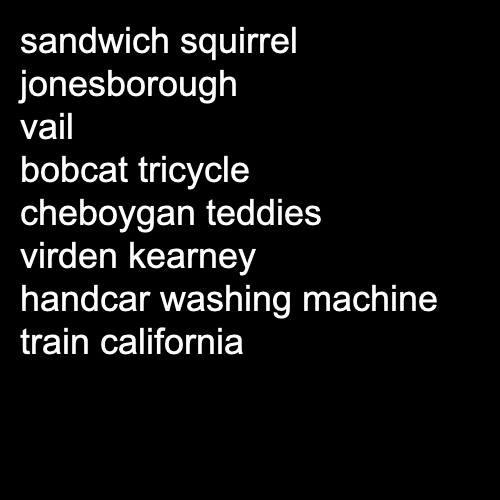 sandwich squirrel
jonesborough
vail
bobcat tricycle
cheboygan teddies
virden kearney
handcar washing machine
train california